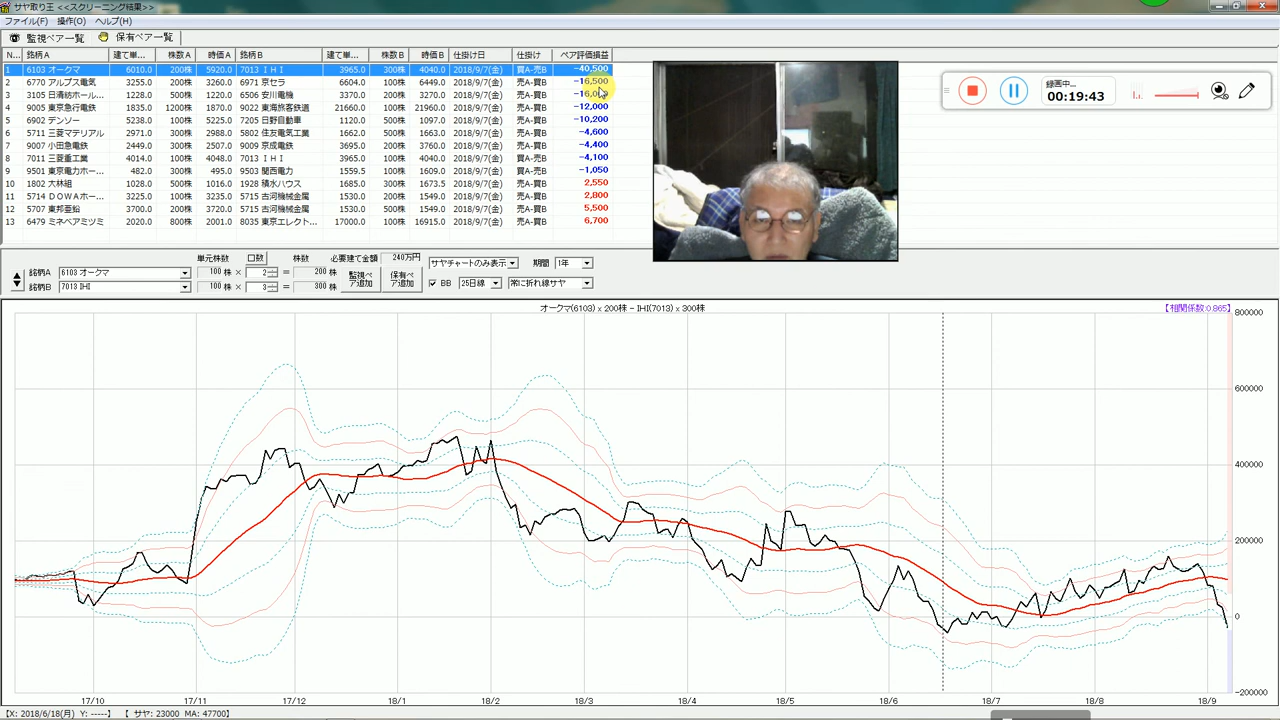 サヤ取り王 <<スクリーニング結果>>
ファイル(F) 操作(O) ヘルプ(H)
監視ペア一覧 保有ペア一覧
N... 銘柄A 建て単... 株数A 時価A 銘柄B 建て単... 株数B 時価B 仕掛け日 仕掛け ペア評価損益
1 6103 オークマ 6010.0 200株 5920.0 7013 ＩＨＩ 3965.0 300株 4040.0 2018/9/7(金) 買A-売B -40,500
2 6770 アルプス電気 3255.0 200株 3260.0 6971 京セラ 6604.0 100株 6449.0 2018/9/7(金) 売A-買B -16,500
3 3105 日清紡ホール... 1228.0 500株 1220.0 6506 安川電機 3370.0 200株 3270.0 2018/9/7(金) 売A-買B
4 9005 東京急行電鉄 1835.0 1200株 1870.0 9022 東海旅客鉄道 21660.0 100株 21960.0 2018/9/7(金) 売A-買B -12,000
5 6902 デンソー 5238.0 100株 5225.0 7205 日野自動車 1120.0 500株 1097.0 2018/9/7(金) 売A-買B -10,200
6 5711 三菱マテリアル 2971.0 300株 2988.0 5802 住友電気工業 1662.0 500株 1663.0 2018/9/7(金) 売A-買B -4,600
7 9007 小田急電鉄 2449.0 300株 2507.0 9009 京成電鉄 3695.0 200株 3760.0 2018/9/7(金) 売A-買B -4,400
8 7011 三菱重工業 4014.0 100株 4048.0 7013 ＩＨＩ 3965.0 100株 4040.0 2018/9/7(金) 買A-売B -4,100
9 9501 東京電力ホー... 482.0 300株 495.0 9503 関西電力 1559.5 100株 1609.0 2018/9/7(金) 買A-売B -1,050
10 1802 大林組 1028.0 500株 1016.0 1928 積水ハウス 1685.0 300株 1673.5 2018/9/7(金) 売A-買B 2,550
11 5714 ＤＯＷＡホー... 3225.0 100株 3235.0 5715 古河機械金属 1530.0 200株 1549.0 2018/9/7(金) 売A-買B 2,800
12 5707 東邦亜鉛 3700.0 200株 3720.0 5715 古河機械金属 1530.0 500株 1549.0 2018/9/7(金) 売A-買B 5,500
13 6479 ミネベアミツミ 2020.0 800株 2001.0 8035 東京エレクト... 17000.0 100株 16915.0 2018/9/7(金) 売A-買B 6,700
録画中...
00:19:43
単元株数 口数 株数 必要建て金額 240万円
銘柄A 6103 オークマ 100 株 × 2 = 200 株
銘柄B 7013 IHI 100 株 × 3 = 300 株
監視ペア追加 保有ペア追加
サヤチャートのみ表示 期間 1年
BB 25日線 常に折れ線サヤ
オークマ(6103) x 200株 - IHI(7013) x 300株
【相関係数:0.865】
800000
600000
400000
200000
0
-200000
17/10 17/11 17/12 18/1 18/2 18/3 18/4 18/5 18/6 18/7 18/8 18/9
【X: 2018/6/18(月) Y: -----】 【 サヤ: 23000 MA: 47700】